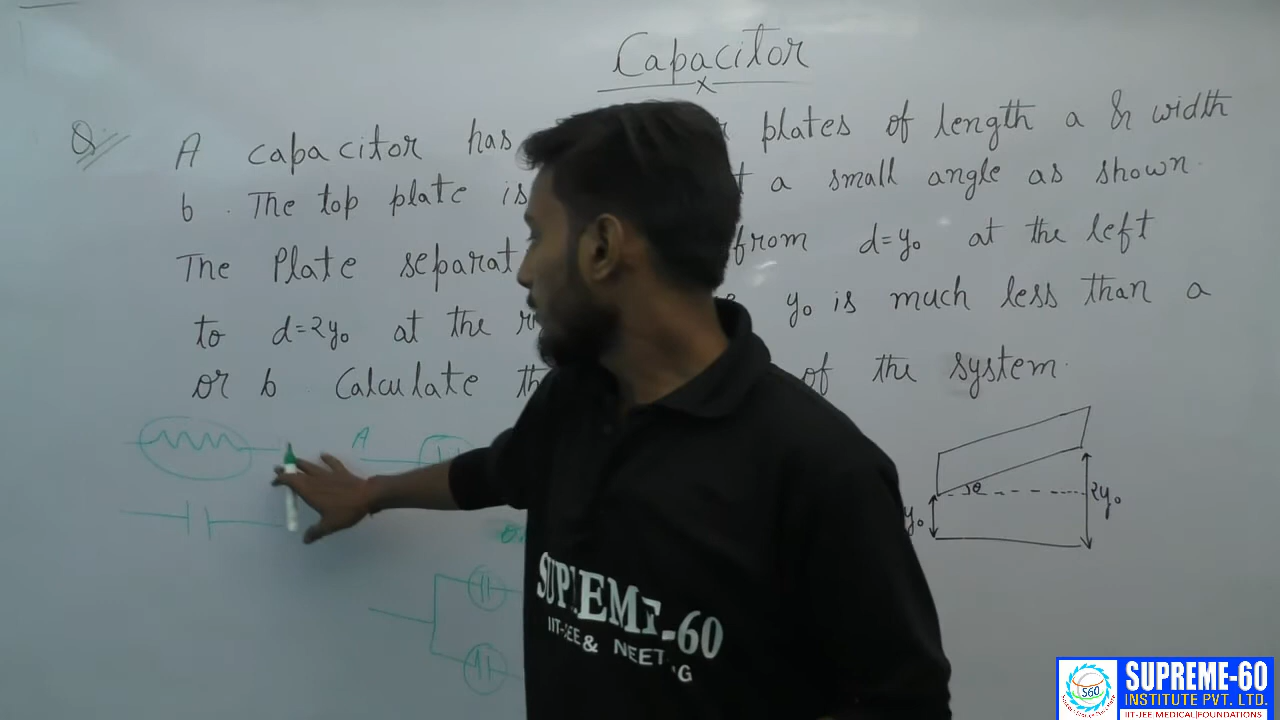 Capacitor
Q. A capacitor has plates of length a & width
b. The top plate is a small angle as shown.
The Plate separat from d=y₀ at the left
to d=2y₀ at the y₀ is much less than a
or b. Calculate of the system.
A
θ
y₀
2y₀
SUPREME-60
IIT-JEE & NEET
S60
SUPREME-60
INSTITUTE PVT. LTD.
IIT-JEE|MEDICAL|FOUNDATIONS